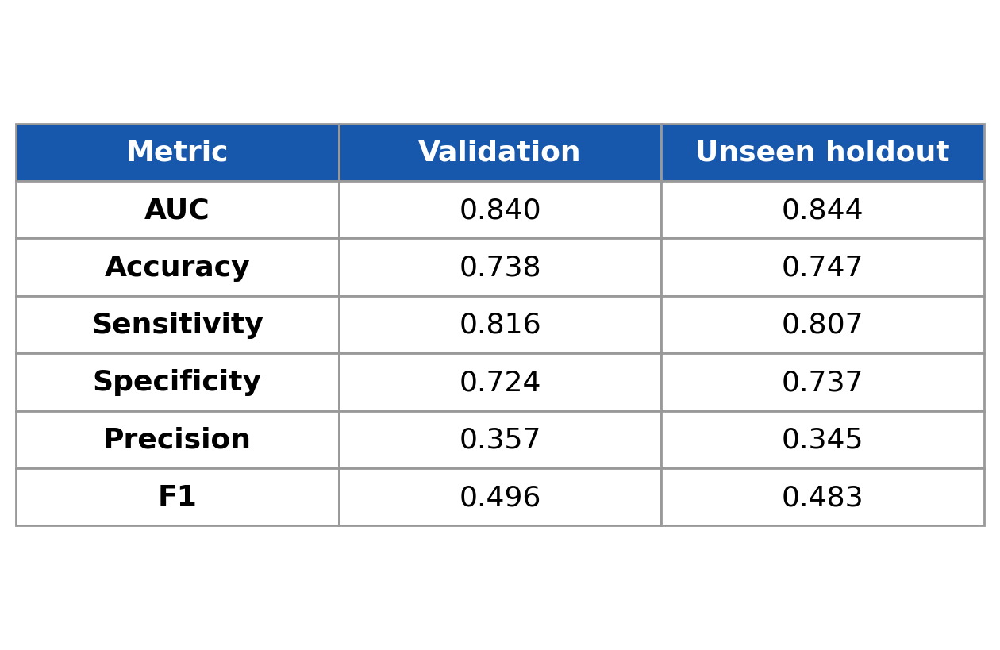 Metric Validation Unseen holdout
AUC 0.840 0.844
Accuracy 0.738 0.747
Sensitivity 0.816 0.807
Specificity 0.724 0.737
Precision 0.357 0.345
F1 0.496 0.483